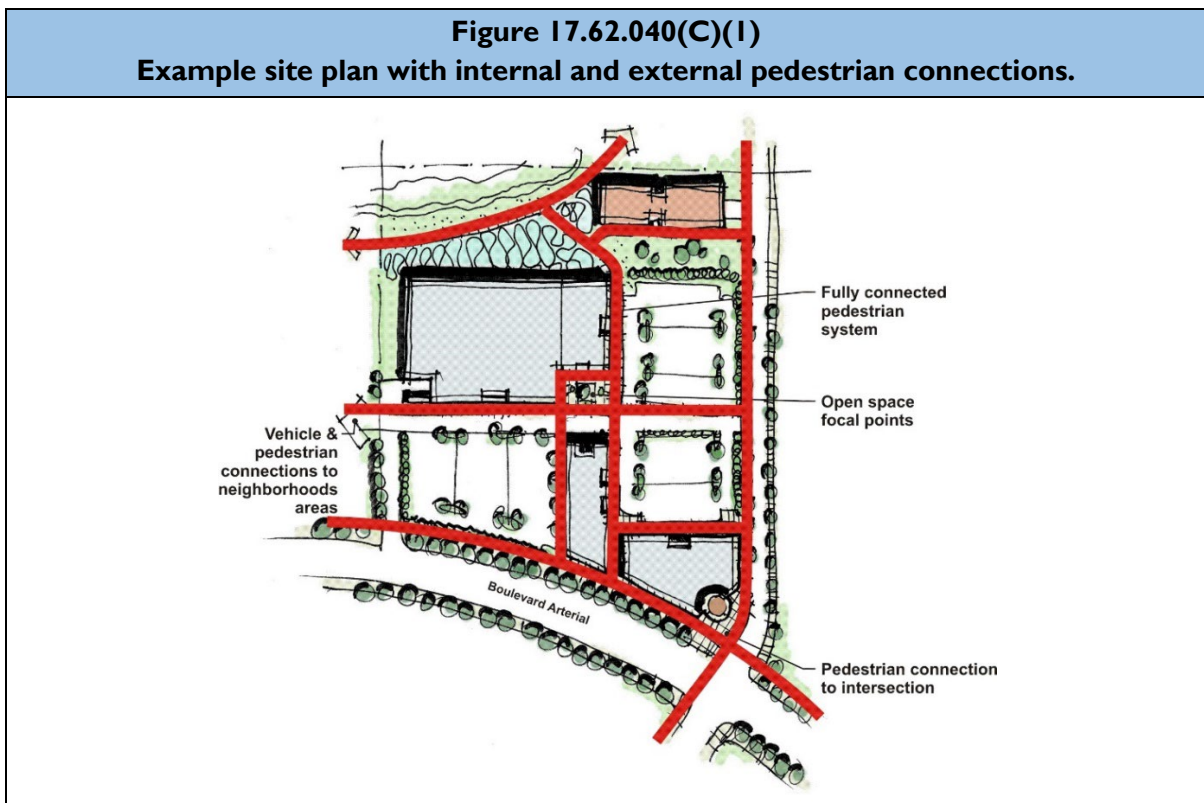 Figure 17.62.040(C)(1)
Example site plan with internal and external pedestrian connections.
Fully connected
pedestrian
system
Open space
focal points
Vehicle &
pedestrian
connections to
neighborhoods
areas
Boulevard Arterial
Pedestrian connection
to intersection